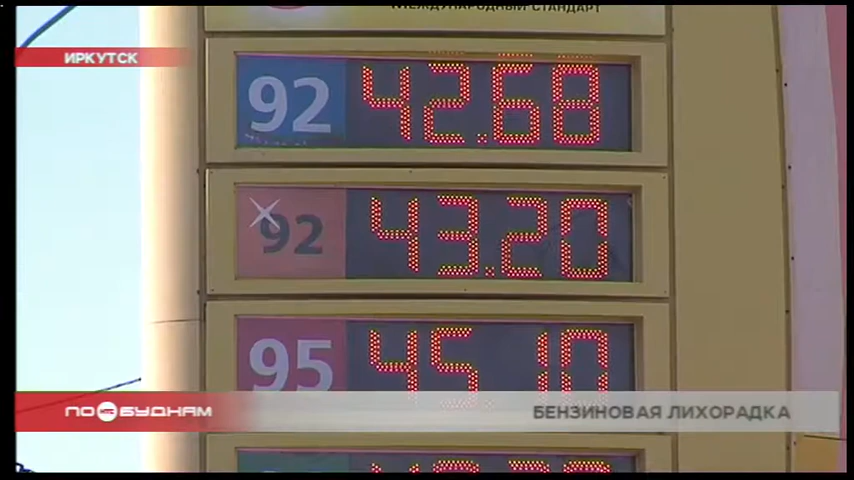 (МЕЖДУНАРОДНЫЙ СТАНДАРТ
ИРКУТСК
92 42.68
92 43.20
95 45.10
ПО БУДНЯМ
БЕНЗИНОВАЯ ЛИХОРАДКА